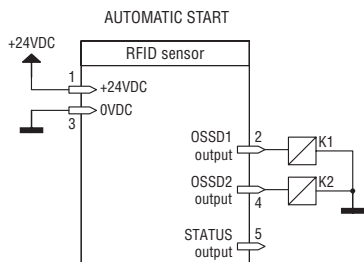 AUTOMATIC START
+24VDC
RFID sensor
1
+24VDC
0VDC
3
OSSD1
output
2
K1
OSSD2
output
4
K2
STATUS
output
5